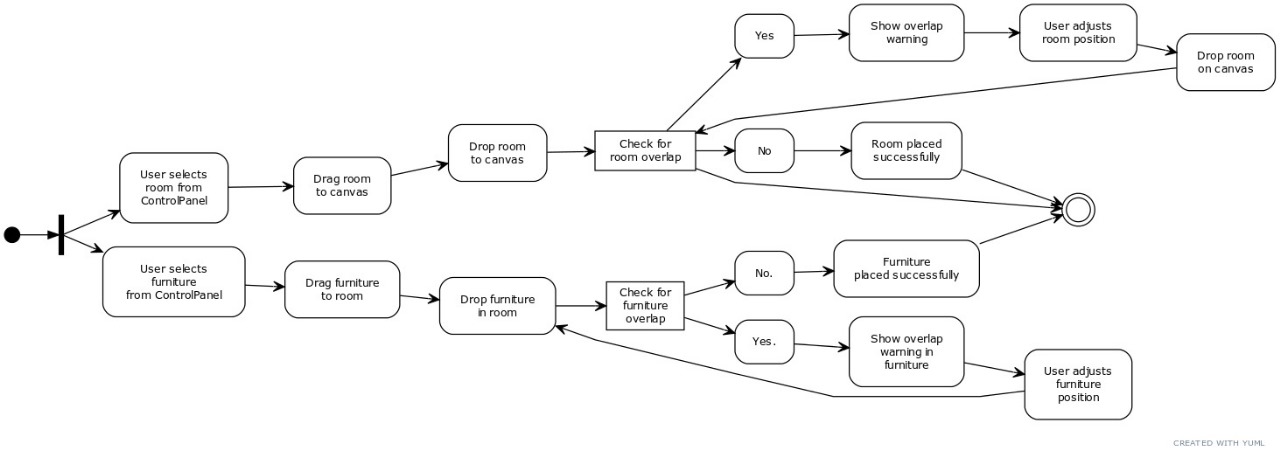 Yes
Show overlap
warning
User adjusts
room position
Drop room
on canvas
User selects
room from
ControlPanel
Drag room
to canvas
Drop room
to canvas
Check for
room overlap
No
Room placed
successfully
User selects
furniture
from ControlPanel
Drag furniture
to room
Drop furniture
in room
Check for
furniture
overlap
No.
Furniture
placed successfully
Yes.
Show overlap
warning in
furniture
User adjusts
furniture
position
CREATED WITH YUML